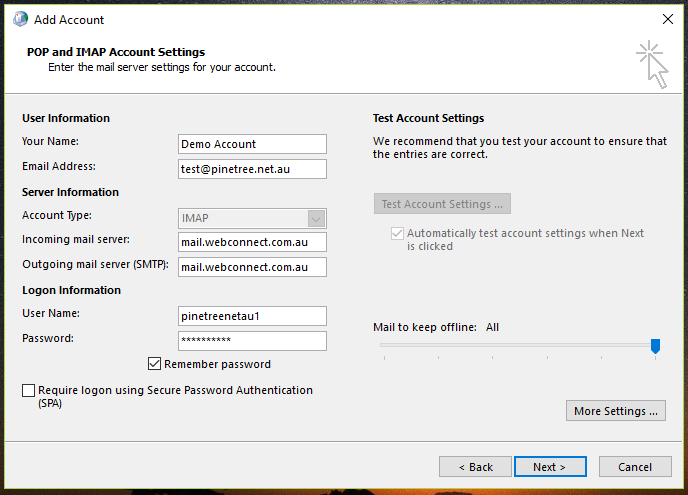 Add Account
POP and IMAP Account Settings
Enter the mail server settings for your account.
User Information
Your Name:
Demo Account
Email Address:
test@pinetree.net.au
Server Information
Account Type:
IMAP
Incoming mail server:
mail.webconnect.com.au
Outgoing mail server (SMTP):
mail.webconnect.com.au
Logon Information
User Name:
pinetreenetau1
Password:
**********
Remember password
Require logon using Secure Password Authentication
(SPA)
Test Account Settings
We recommend that you test your account to ensure that
the entries are correct.
Test Account Settings ...
Automatically test account settings when Next
is clicked
Mail to keep offline: All
More Settings ...
< Back
Next >
Cancel